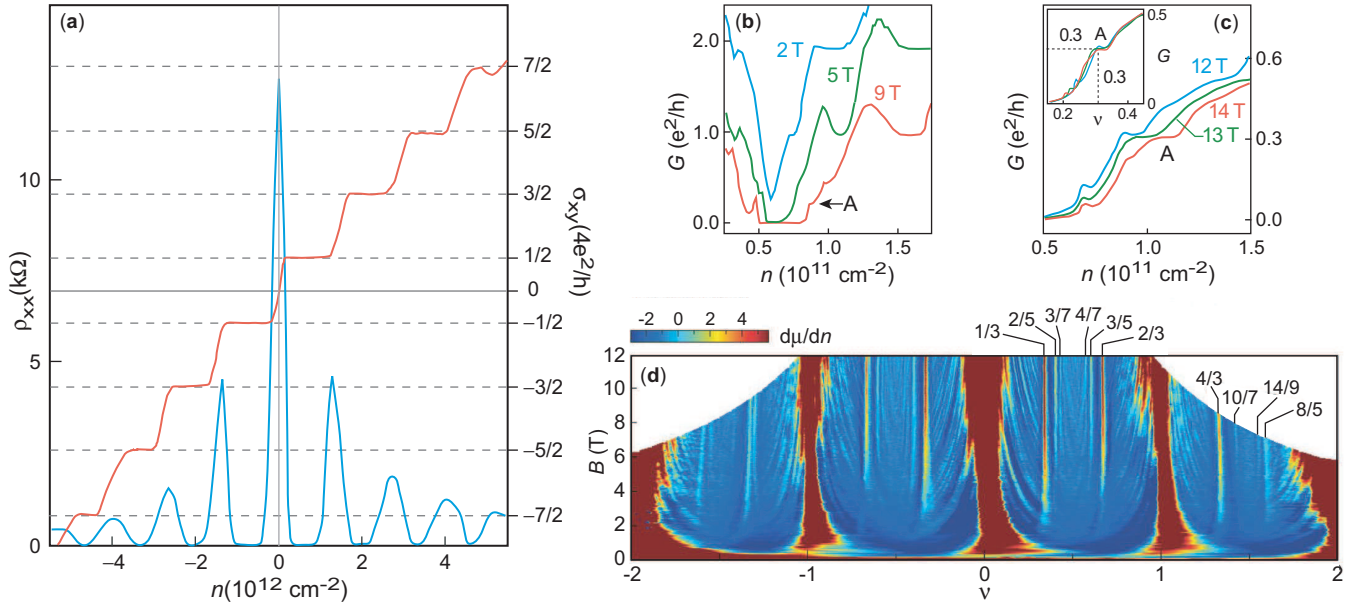 (a)
10
5
0
ρxx(kΩ)
−4
−2
0
2
4
n(10^12 cm−2)
7/2
5/2
3/2
1/2
0
−1/2
−3/2
−5/2
−7/2
σxy(4e²/h)
(b)
2.0
1.0
0.0
G (e²/h)
2 T
5 T
9 T
A
0.5
1.0
1.5
n (10^11 cm−2)
(c)
0.3
A
0.3
0.5
G
0
0.2
0.4
ν
12 T
14 T
13 T
A
0.6
0.3
0.0
G (e²/h)
0.5
1.0
1.5
n (10^11 cm−2)
−2 0 2 4
dμ/dn
1/3
2/5
3/7
4/7
3/5
2/3
(d)
4/3
10/7
14/9
8/5
12
10
8
6
4
2
0
B (T)
-2
-1
0
1
2
ν